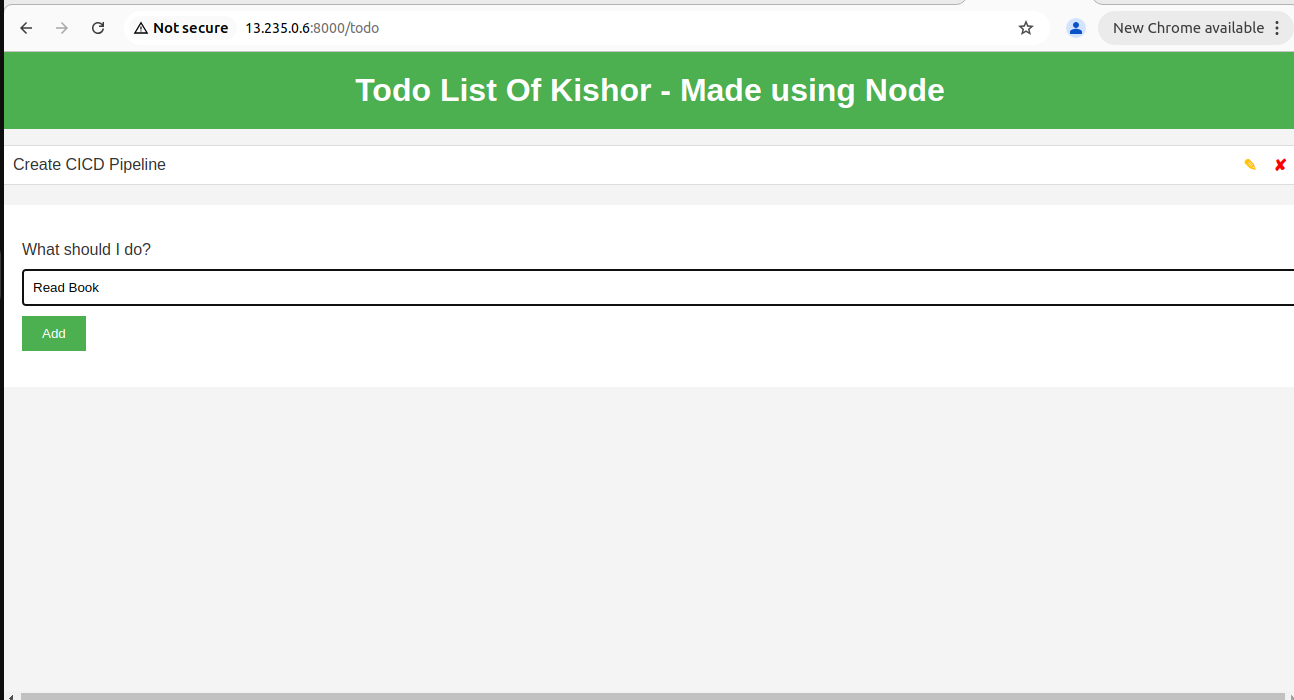 Not secure 13.235.0.6:8000/todo New Chrome available
Todo List Of Kishor - Made using Node
Create CICD Pipeline
What should I do?
Read Book
Add